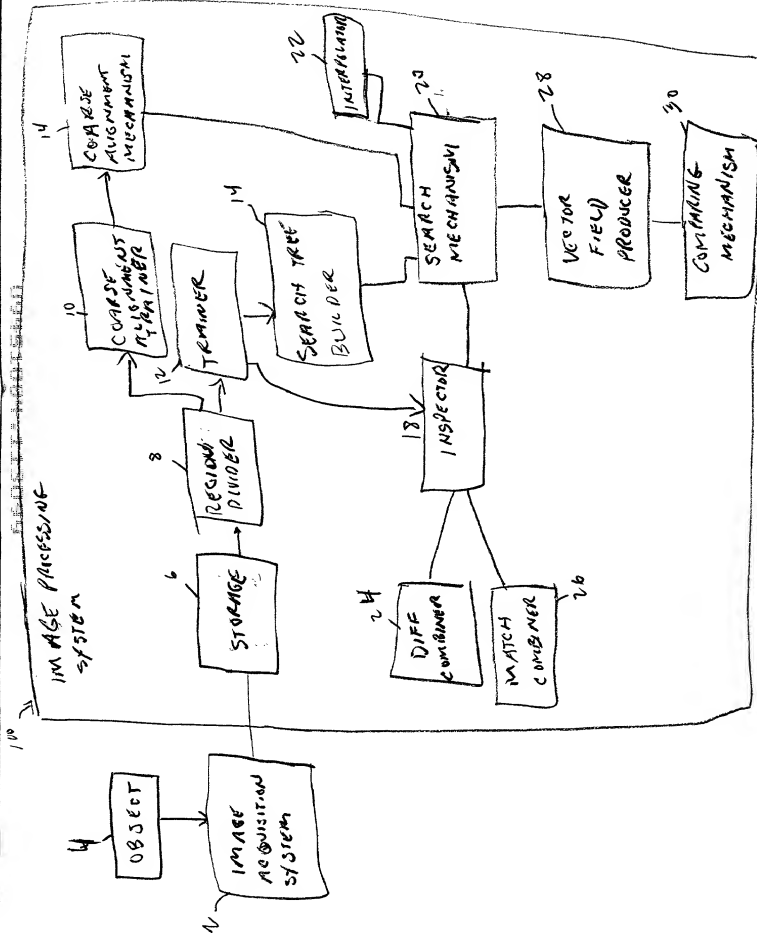 100
IMAGE PROCESSING
SYSTEM
4
OBJECT
2
IMAGE
ACQUISITION
SYSTEM
6
STORAGE
8
REGION
DIVIDER
10
COARSE
ALIGNMENT
TRAINER
14
COARSE
ALIGNMENT
MECHANISM
12
TRAINER
14
SEARCH TREE
BUILDER
22
INTERPOLATOR
20
SEARCH
MECHANISM
18
INSPECTOR
24
DIFF
COMBINER
26
MATCH
COMBINER
28
VECTOR
FIELD
PRODUCER
30
COMPARING
MECHANISM